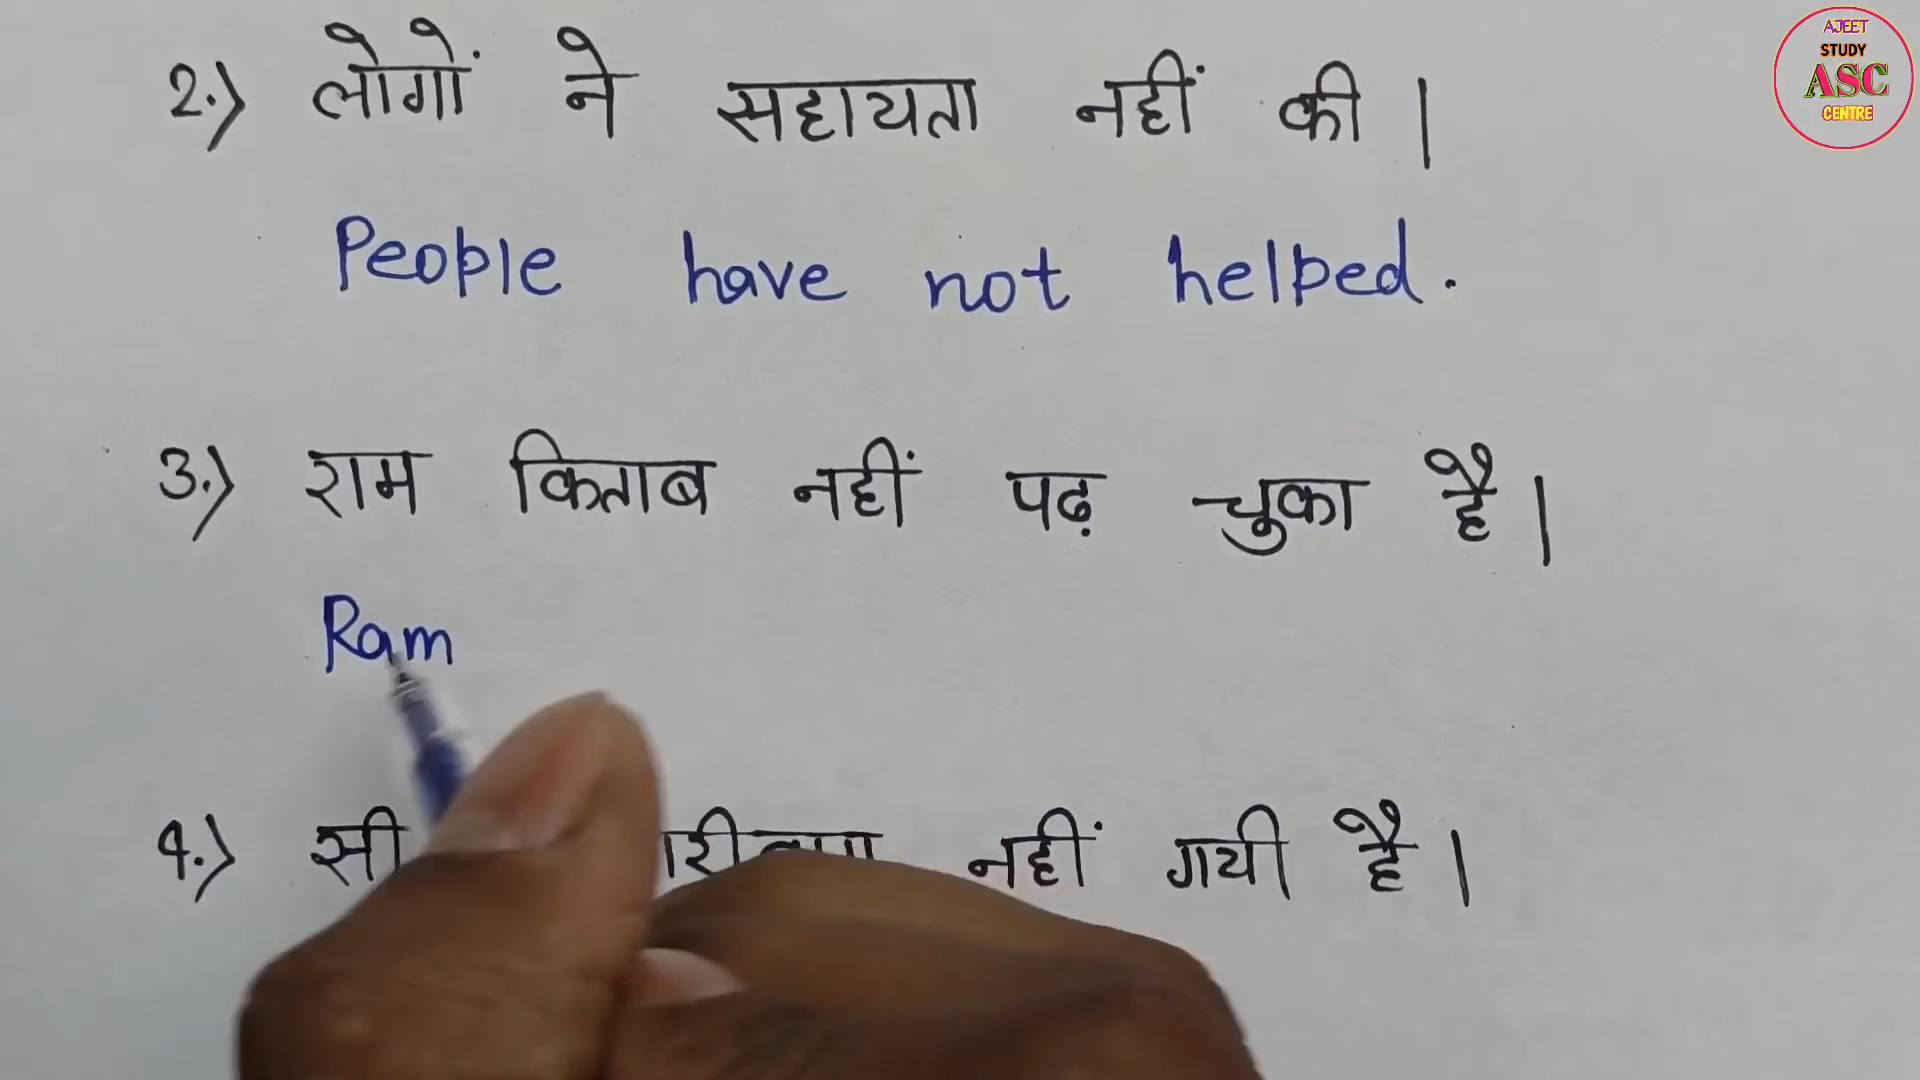 AJEET
STUDY
ASC
CENTRE
2.) लोगों ने सहायता नहीं की |
People have not helped.
3.) राम किताब नहीं पढ़ चुका है |
Ram
4.) नहीं गयी है |